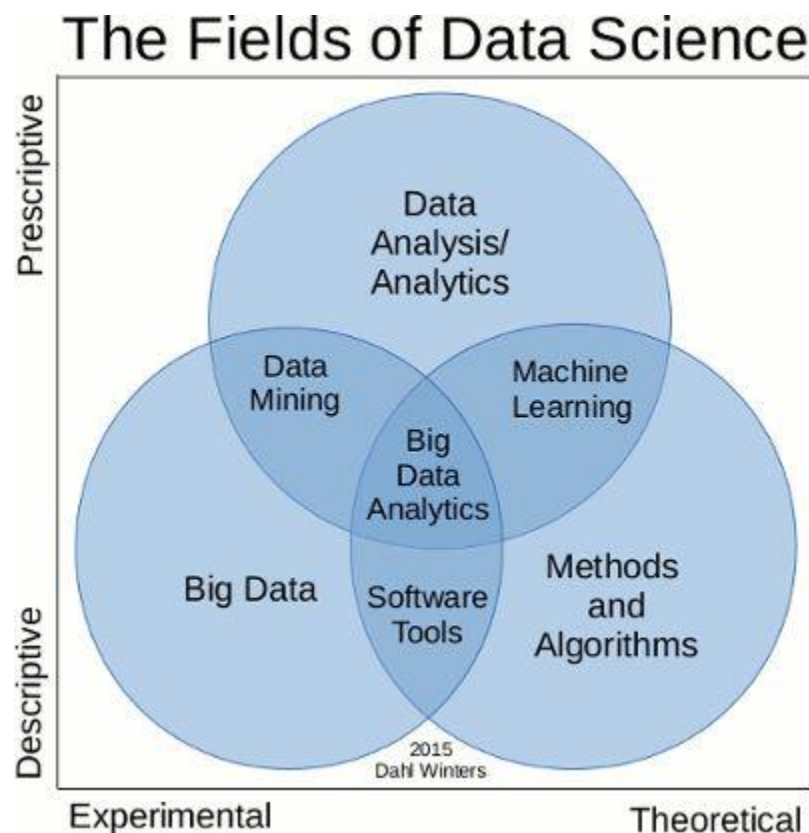 The Fields of Data Science
Prescriptive
Data
Analysis/
Analytics
Data
Mining
Machine
Learning
Big
Data
Analytics
Big Data
Software
Tools
Methods
and
Algorithms
Descriptive
2015
Dahl Winters
Experimental
Theoretical